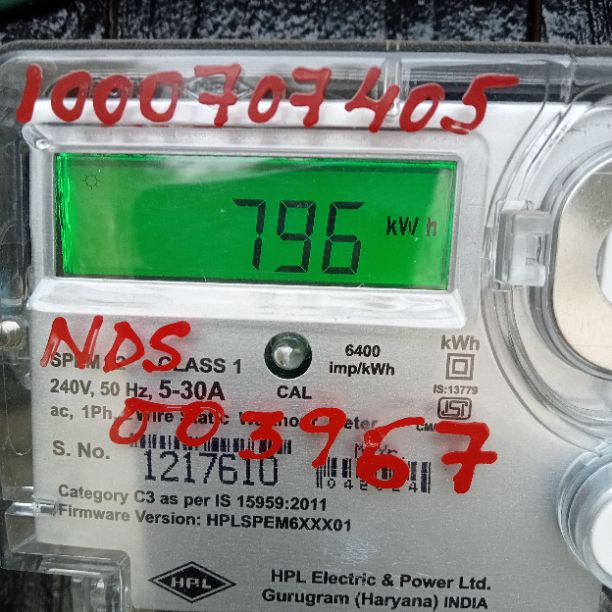 1000707405
796 kWh
NDS
CLASS 1
240V, 50 Hz, 5-30A
ac, 1Ph
6400
imp/kWh
CAL
kWh
IS:13779
003967
S. No.
1217610
Category C3 as per IS 15959:2011
Firmware Version: HPLSPEM6XXX01
HPL
HPL Electric & Power Ltd.
Gurugram (Haryana) INDIA